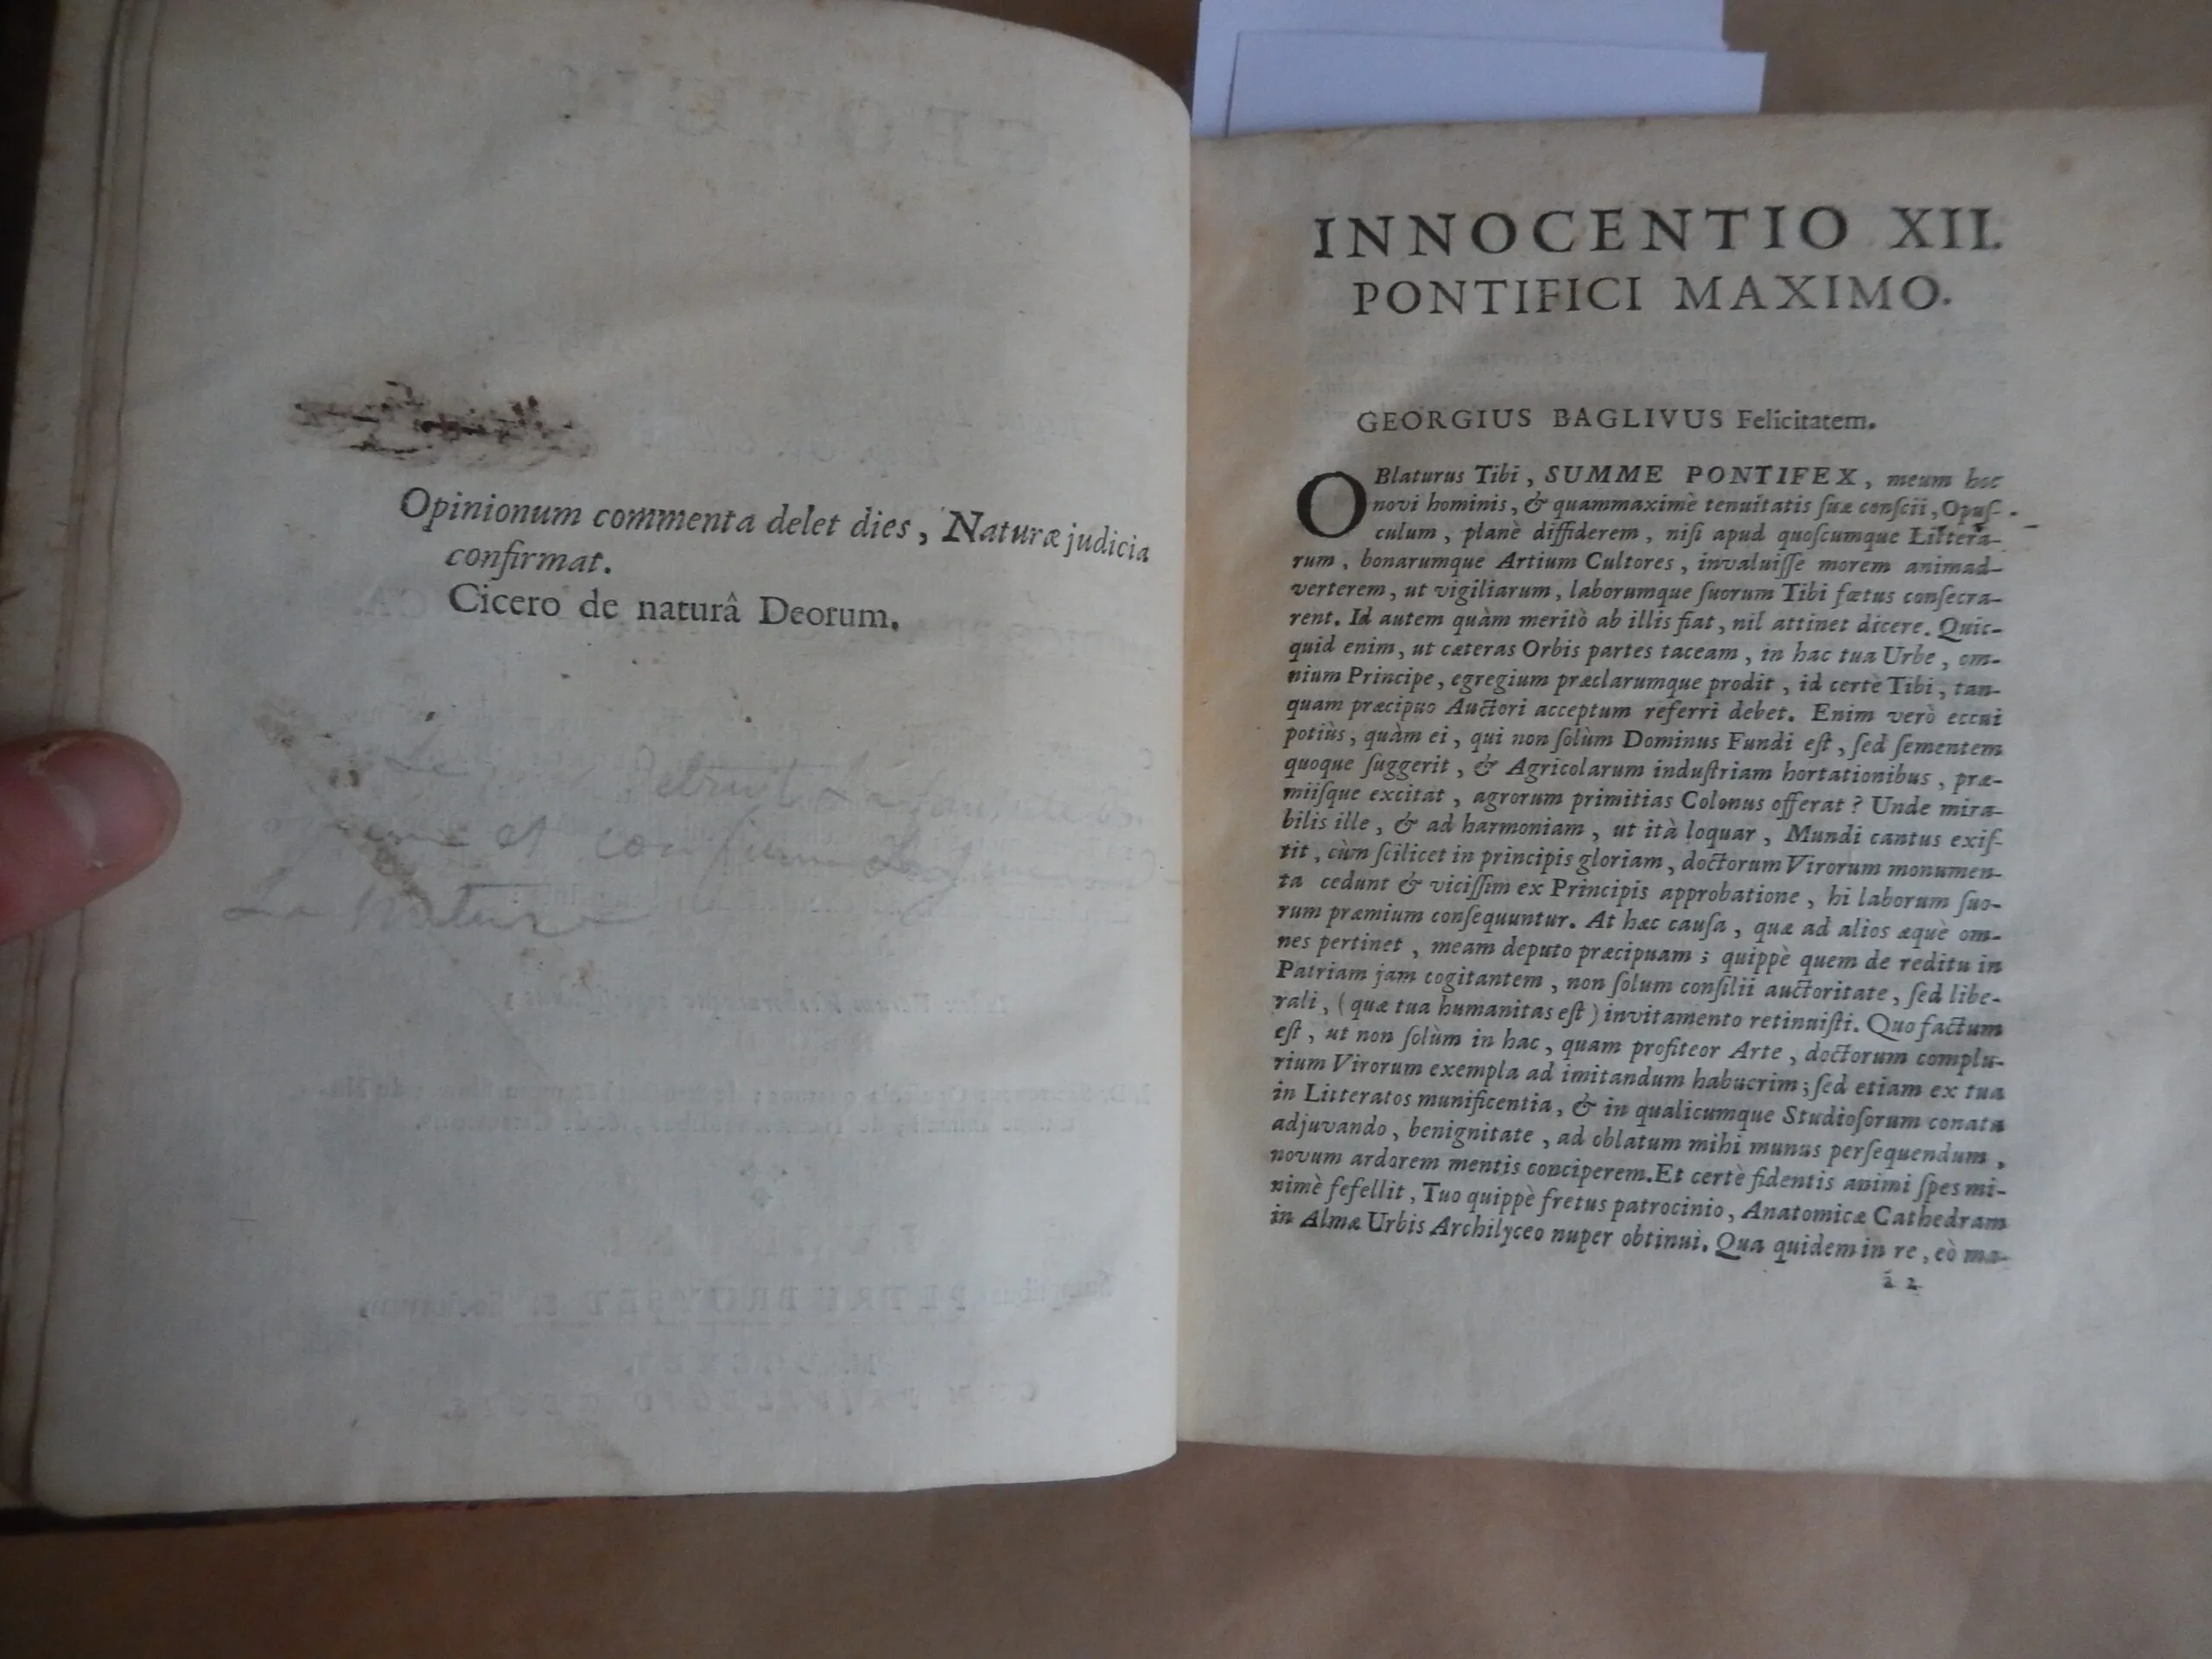 Opinionum commenta delet dies, Naturæ judicia
confirmat.
Cicero de naturâ Deorum.
Le detruit
et confirme
La nature
INNOCENTIO XII.
PONTIFICI MAXIMO.
GEORGIUS BAGLIVUS Felicitatem.
OBlaturus Tibi, SUMME PONTIFEX, meum hoc
novi hominis, & quammaximè tenuitatis ſuæ conſcii, Opuſ-
culum, planè diffiderem, niſi apud quoſcumque Littera-
rum, bonarumque Artium Cultores, invaluiſſe morem animad-
verterem, ut vigiliarum, laborumque ſuorum Tibi fœtus conſecra-
rent. Id autem quàm meritò ab illis fiat, nil attinet dicere. Quic-
quid enim, ut cæteras Orbis partes taceam, in hac tua Urbe, om-
nium Principe, egregium præclarumque prodit, id certè Tibi, tan-
quam præcipuo Auctori acceptum referri debet. Enim verò eccui
potiùs, quàm ei, qui non ſolùm Dominus Fundi eſt, ſed ſementem
quoque ſuggerit, & Agricolarum induſtriam hortationibus, præ-
miiſque excitat, agrorum primitias Colonus offerat? Unde mira-
bilis ille, & ad harmoniam, ut ità loquar, Mundi cantus exiſ-
tit, cùm ſcilicet in principis gloriam, doctorum Virorum monumen-
ta cedunt & viciſſim ex Principis approbatione, hi laborum ſuo-
rum præmium conſequuntur. At hæc cauſa, quæ ad alios æquè om-
nes pertinet, meam deputo præcipuam; quippè quem de reditu in
Patriam jam cogitantem, non ſolum conſilii auctoritate, ſed libe-
rali, (quæ tua humanitas eſt) invitamento retinuiſti. Quo factum
eſt, ut non ſolùm in hac, quam profiteor Arte, doctorum complu-
rium Virorum exempla ad imitandum habuerim; ſed etiam ex tua
in Litteratos munificentia, & in qualicumque Studioſorum conatu
adjuvando, benignitate, ad oblatum mihi munus perſequendum,
novum ardorem mentis conciperem. Et certè fidentis animi ſpes mi-
nimè fefellit, Tuo quippè fretus patrocinio, Anatomicæ Cathedram
in Almæ Urbis Archilyceo nuper obtinui. Qua quidem in re, eò ma-
ã 2